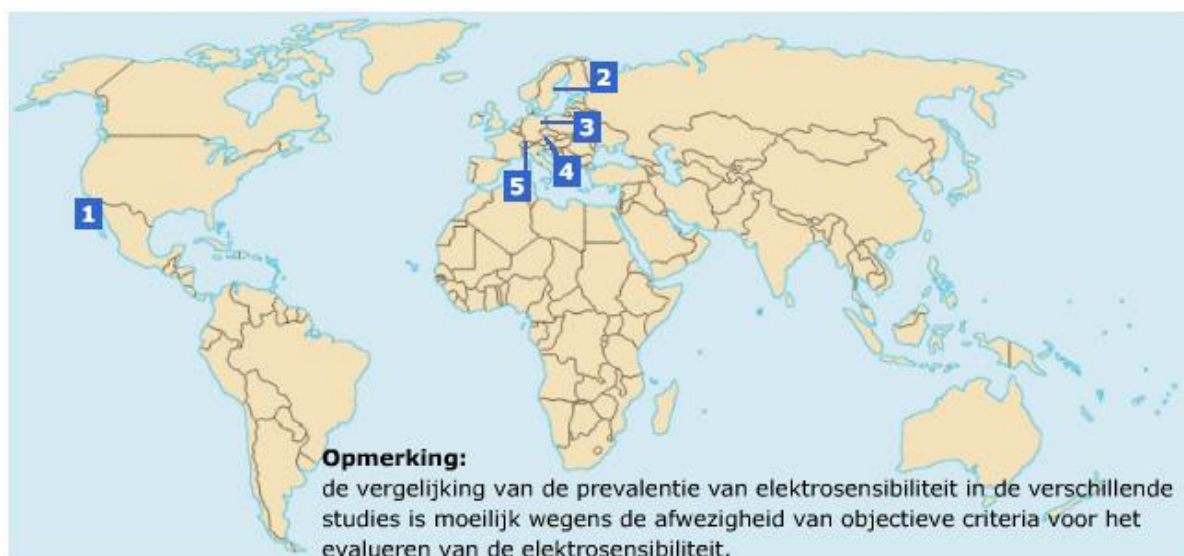 2
3
4
5
1
Opmerking:
de vergelijking van de prevalentie van elektrosensibiliteit in de verschillende
studies is moeilijk wegens de afwezigheid van objectieve criteria voor het
evalueren van de elektrosensibiliteit.